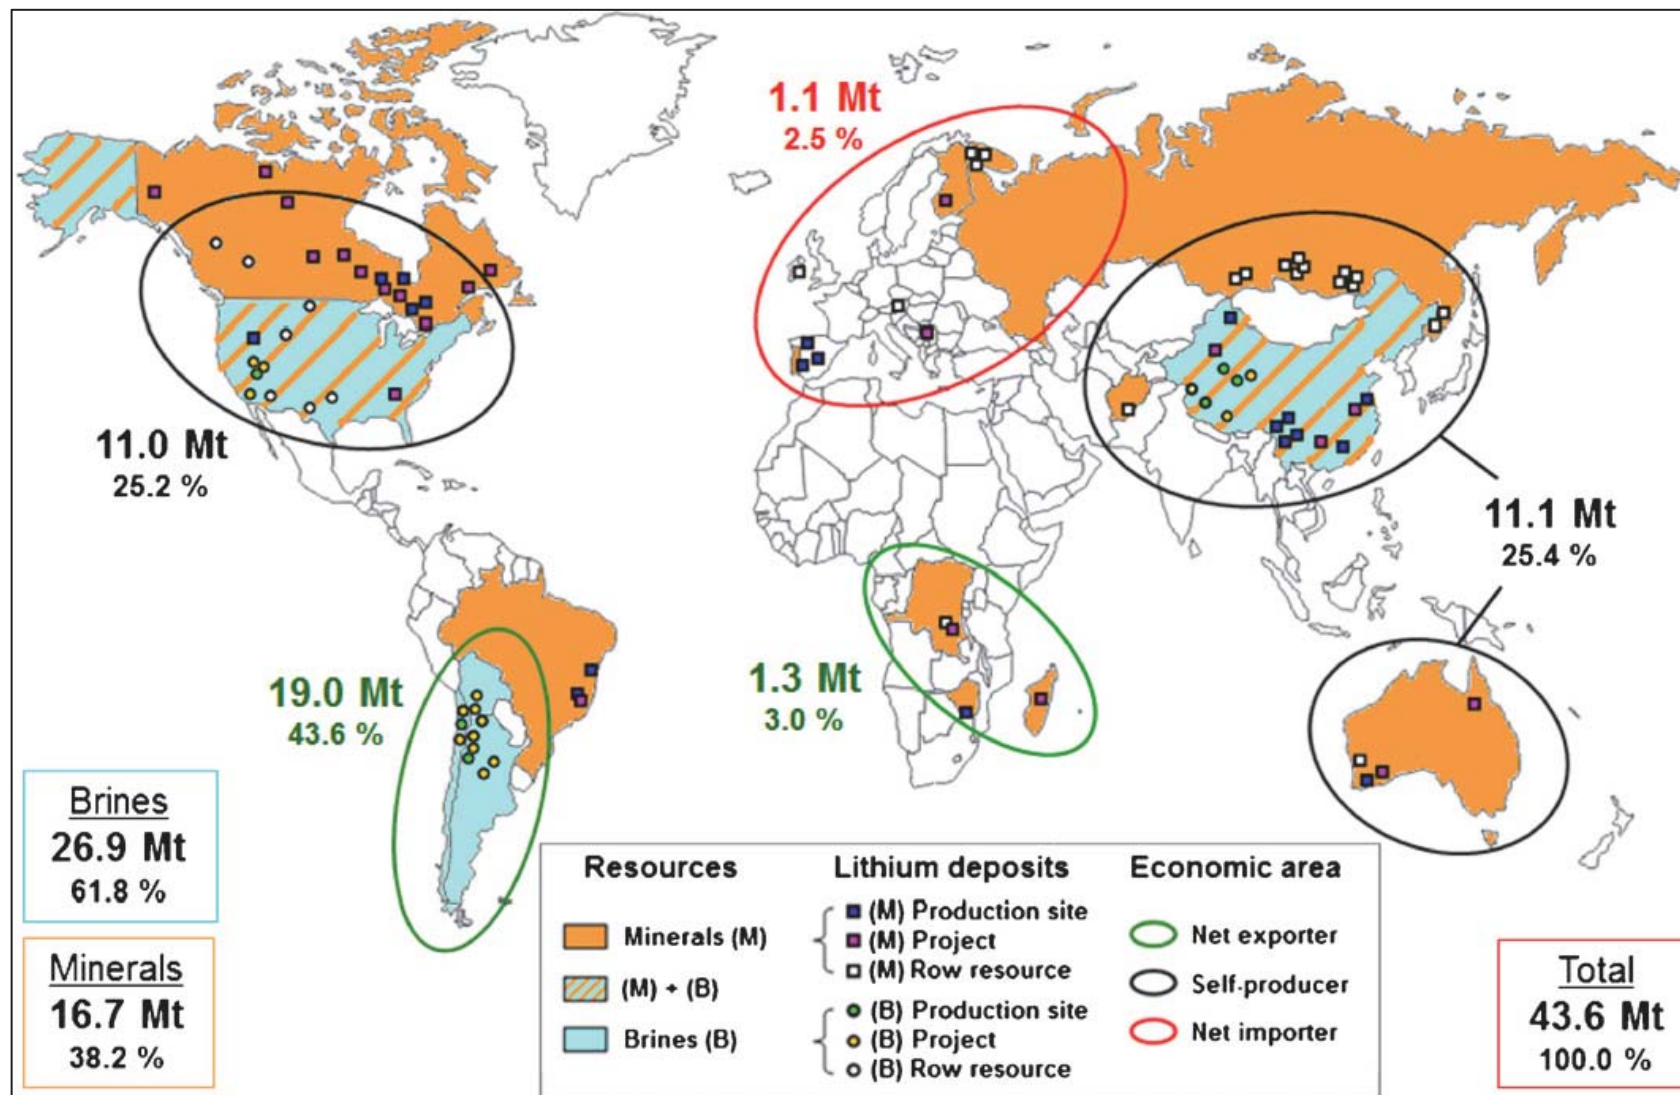 1.1 Mt
2.5 %
11.0 Mt
25.2 %
11.1 Mt
25.4 %
19.0 Mt
43.6 %
1.3 Mt
3.0 %
Brines
26.9 Mt
61.8 %
Minerals
16.7 Mt
38.2 %
Resources
Minerals (M)
(M) + (B)
Brines (B)
Lithium deposits
(M) Production site
(M) Project
(M) Row resource
(B) Production site
(B) Project
(B) Row resource
Economic area
Net exporter
Self-producer
Net importer
Total
43.6 Mt
100.0 %